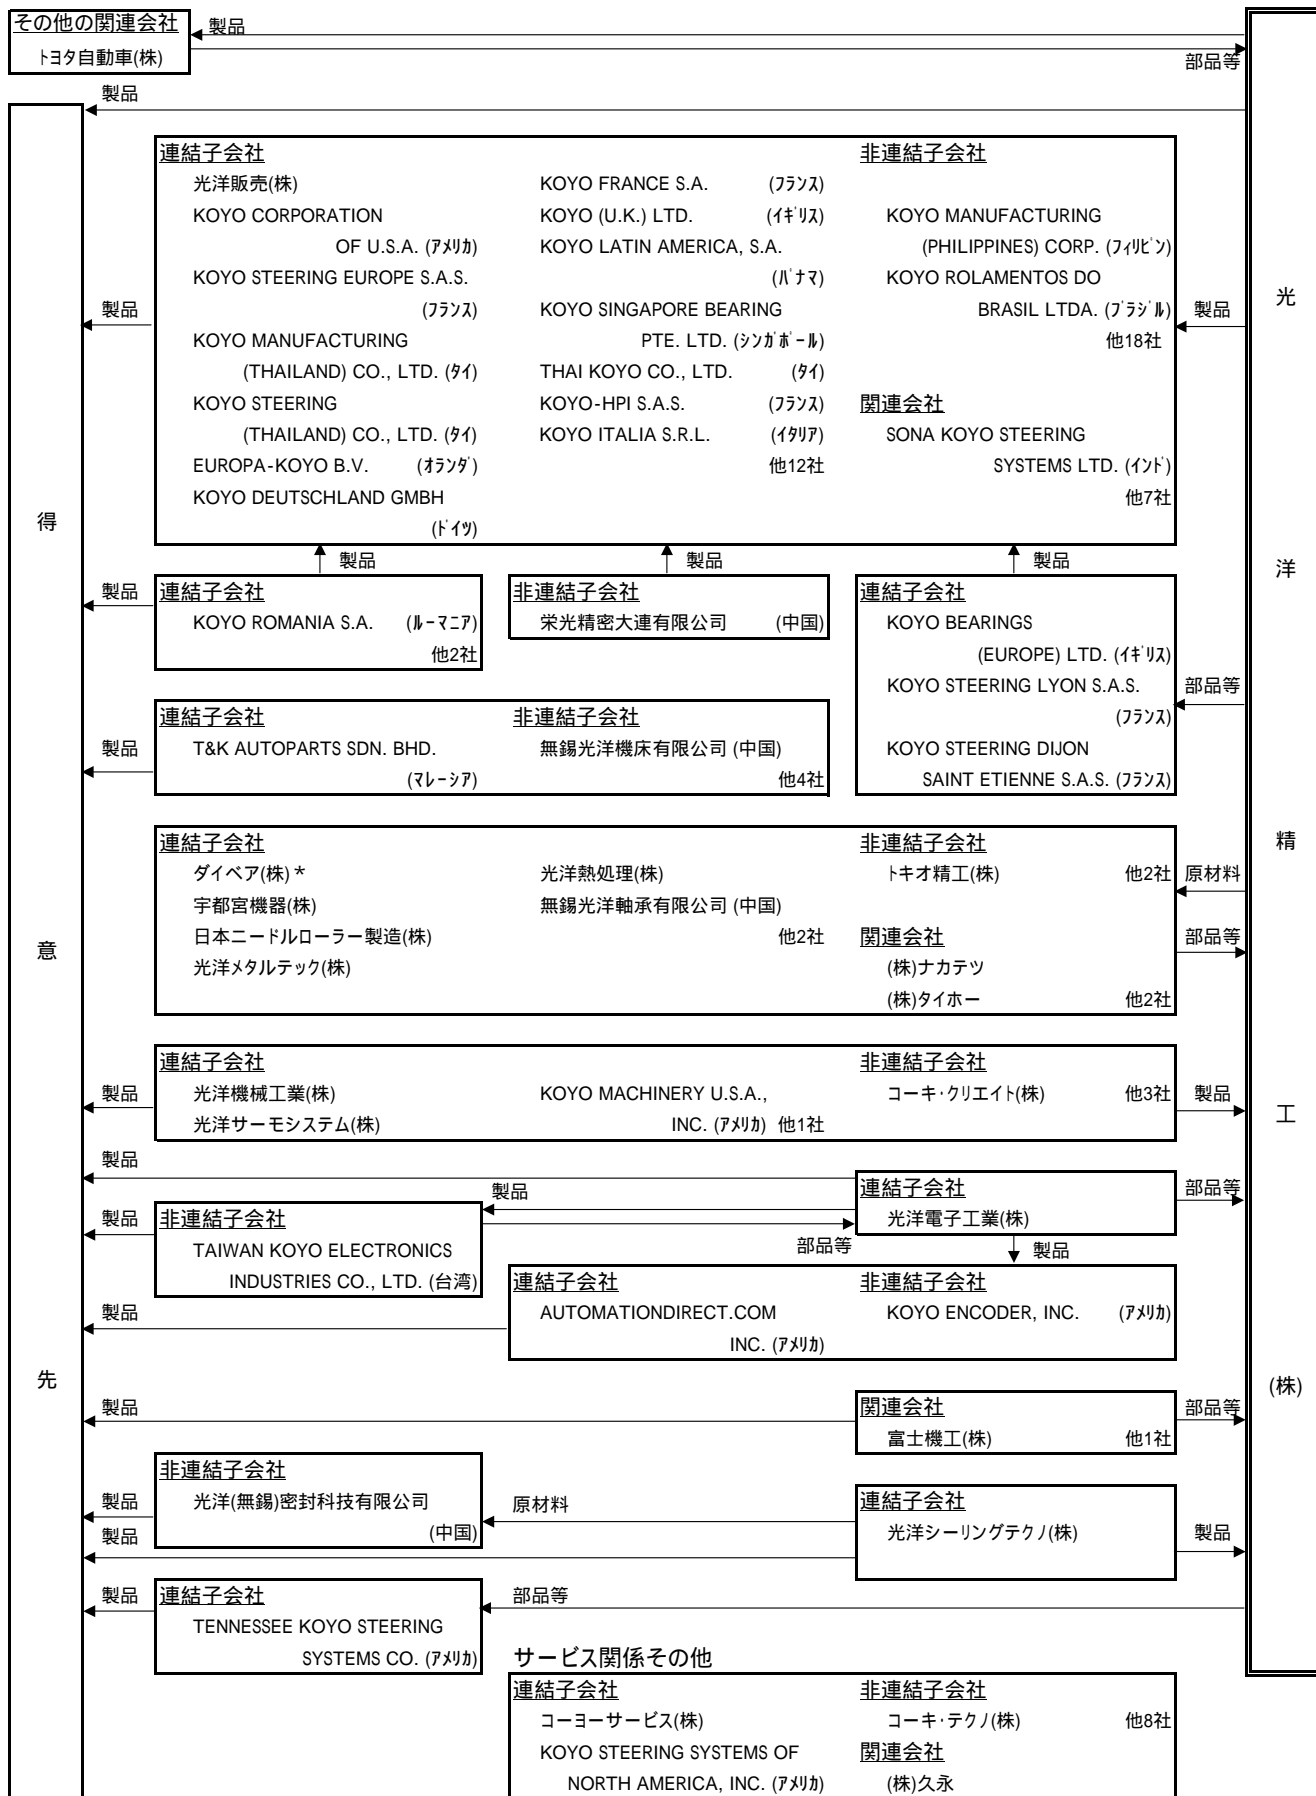 その他の関連会社
トヨタ自動車(株)
製品
部品等
製品
連結子会社
光洋販売(株)
KOYO CORPORATION
OF U.S.A. (アメリカ)
KOYO STEERING EUROPE S.A.S.
(フランス)
KOYO MANUFACTURING
(THAILAND) CO., LTD. (タイ)
KOYO STEERING
(THAILAND) CO., LTD. (タイ)
EUROPA-KOYO B.V. (オランダ)
KOYO DEUTSCHLAND GMBH
(ドイツ)
KOYO FRANCE S.A. (フランス)
KOYO (U.K.) LTD. (イギリス)
KOYO LATIN AMERICA, S.A.
(パナマ)
KOYO SINGAPORE BEARING
PTE. LTD. (シンガポール)
THAI KOYO CO., LTD. (タイ)
KOYO-HPI S.A.S. (フランス)
KOYO ITALIA S.R.L. (イタリア)
他12社
非連結子会社
KOYO MANUFACTURING
(PHILIPPINES) CORP. (フィリピン)
KOYO ROLAMENTOS DO
BRASIL LTDA. (ブラジル)
他18社
関連会社
SONA KOYO STEERING
SYSTEMS LTD. (インド)
他7社
製品
製品
製品
製品
製品
製品
連結子会社
KOYO ROMANIA S.A. (ルーマニア)
他2社
非連結子会社
栄光精密大連有限公司 (中国)
連結子会社
KOYO BEARINGS
(EUROPE) LTD. (イギリス)
KOYO STEERING LYON S.A.S.
(フランス)
KOYO STEERING DIJON
SAINT ETIENNE S.A.S. (フランス)
部品等
製品
連結子会社
T&K AUTOPARTS SDN. BHD.
(マレーシア)
非連結子会社
無錫光洋機床有限公司 (中国)
他4社
連結子会社
ダイベア(株)*
宇都宮機器(株)
日本ニードルローラー製造(株)
光洋メタルテック(株)
光洋熱処理(株)
無錫光洋軸承有限公司 (中国)
他2社
非連結子会社
トキオ精工(株) 他2社
関連会社
(株)ナカテツ
(株)タイホー 他2社
原材料
部品等
製品
連結子会社
光洋機械工業(株)
光洋サーモシステム(株)
KOYO MACHINERY U.S.A.,
INC. (アメリカ) 他1社
非連結子会社
コーキ・クリエイト(株) 他3社
製品
製品
連結子会社
光洋電子工業(株)
部品等
製品
部品等
製品
製品
非連結子会社
TAIWAN KOYO ELECTRONICS
INDUSTRIES CO., LTD. (台湾)
製品
連結子会社
AUTOMATIONDIRECT.COM
INC. (アメリカ)
非連結子会社
KOYO ENCODER, INC. (アメリカ)
製品
関連会社
富士機工(株) 他1社
部品等
製品
非連結子会社
光洋(無錫)密封科技有限公司
(中国)
原材料
連結子会社
光洋シーリングテクノ(株)
製品
製品
製品
連結子会社
TENNESSEE KOYO STEERING
SYSTEMS CO. (アメリカ)
部品等
サービス関係その他
連結子会社
コーヨーサービス(株)
KOYO STEERING SYSTEMS OF
NORTH AMERICA, INC. (アメリカ)
非連結子会社
コーキ・テクノ(株) 他8社
関連会社
(株)久永
得
意
先
光
洋
精
工
(株)